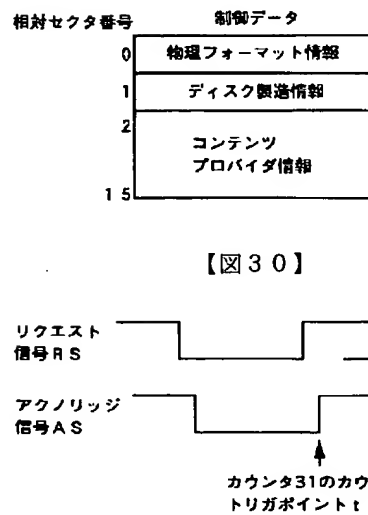 相対セクタ番号
制御データ
0
物理フォーマット情報
1
ディスク製造情報
2
コンテンツ
プロバイダ情報
15
【図30】
リクエスト
信号RS
アクノリッジ
信号AS
カウンタ31のカウ
トリガポイントt